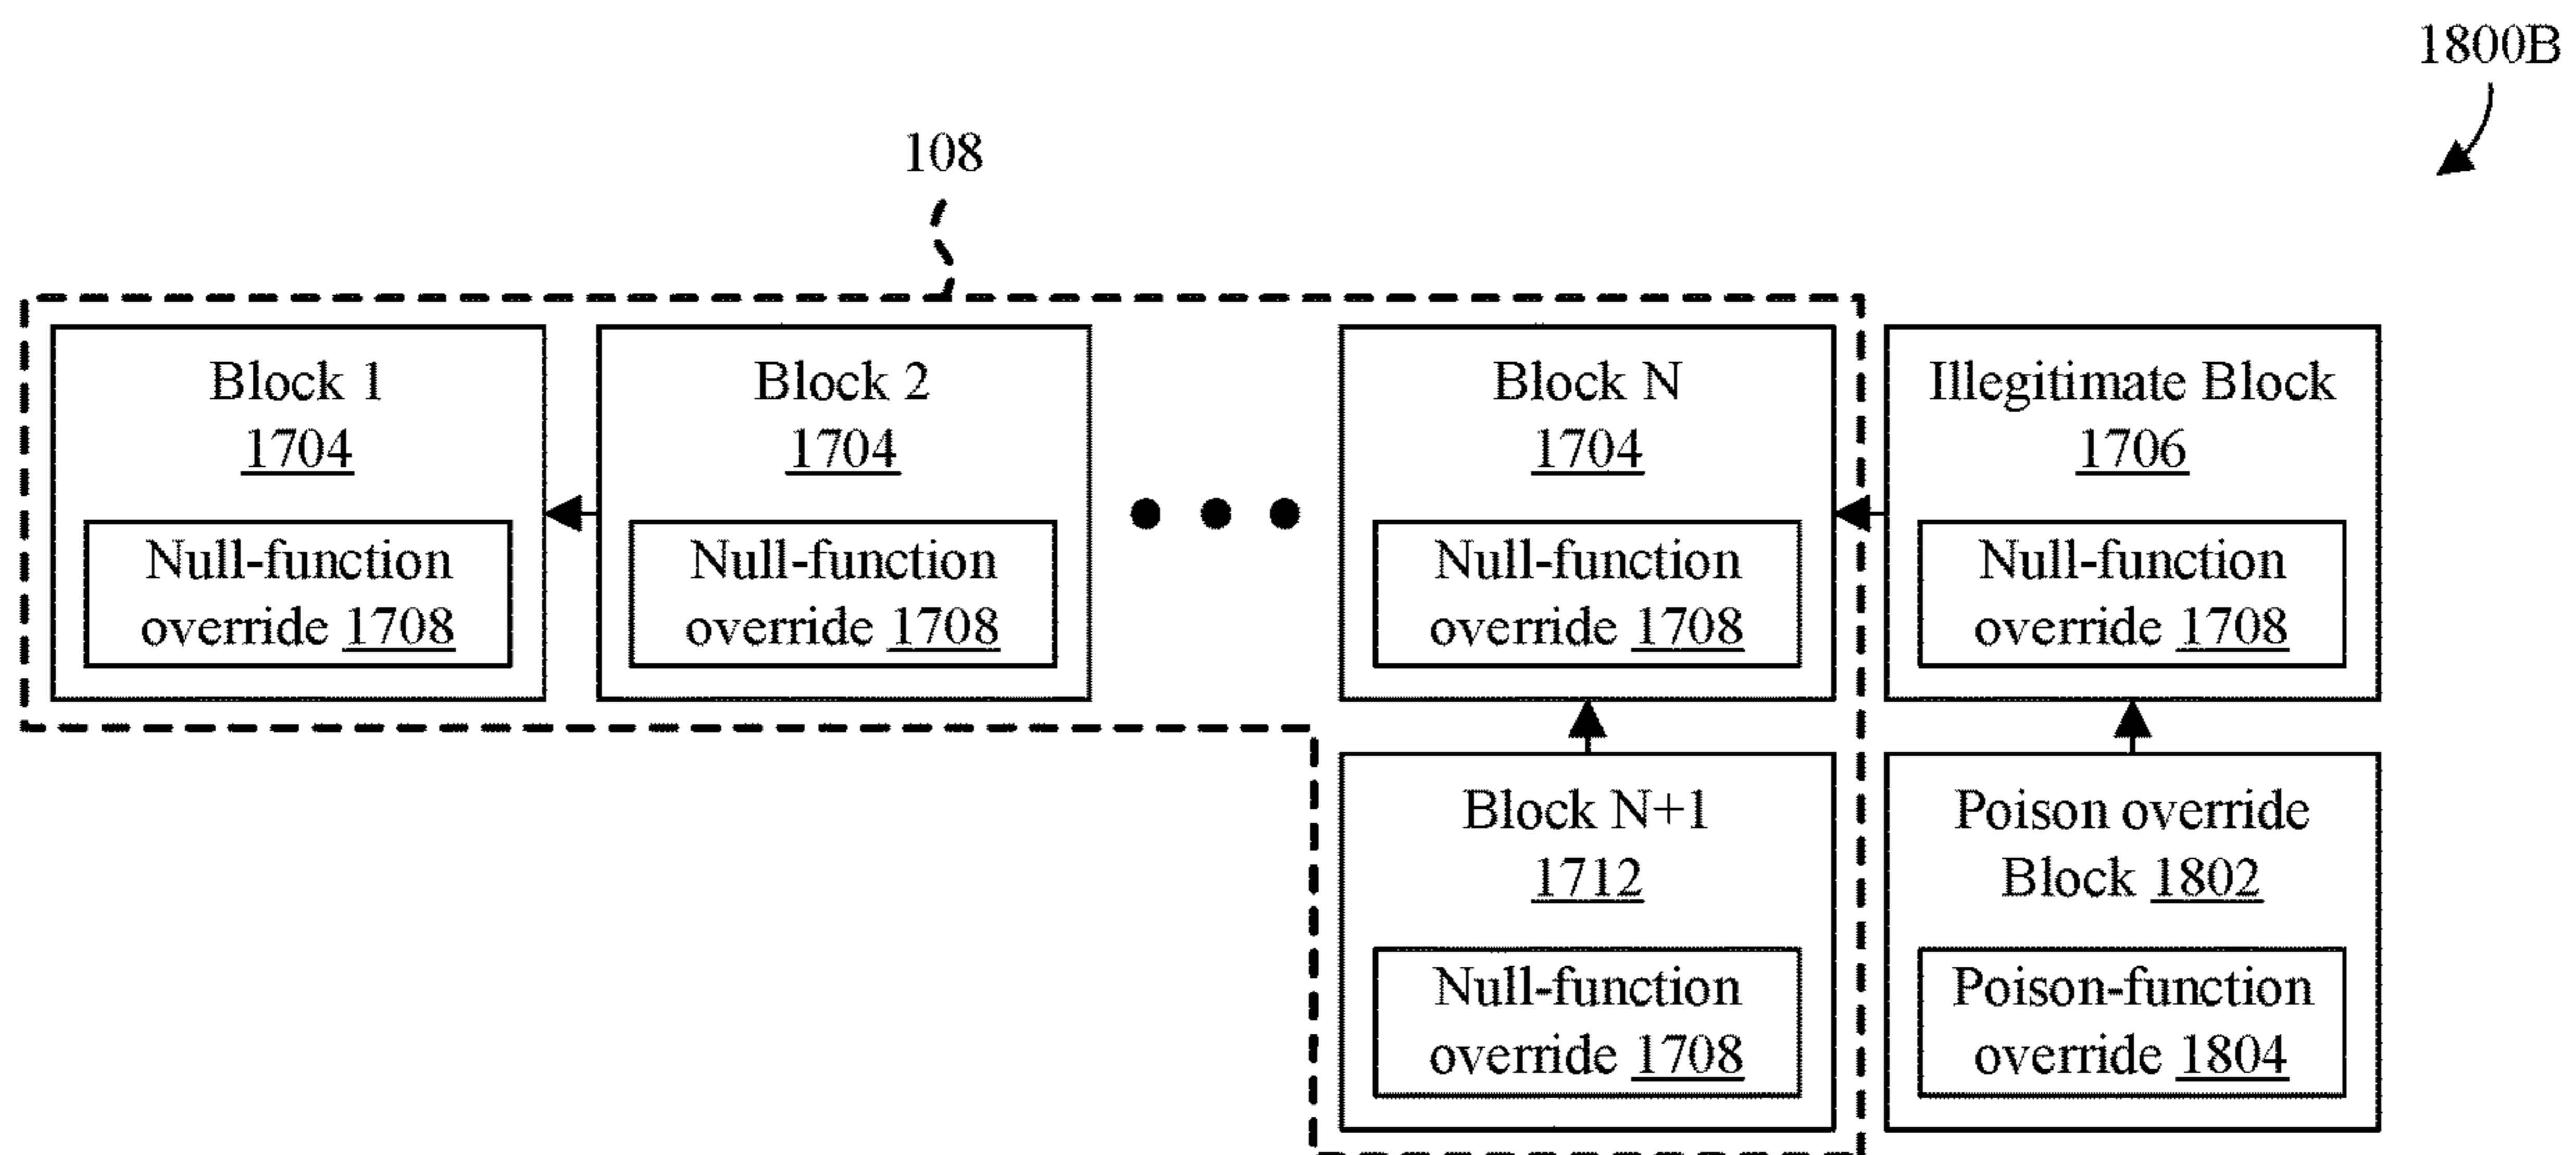 1800B
108
Block 1
1704
Null-function
override 1708
Block 2
1704
Null-function
override 1708
Block N
1704
Null-function
override 1708
Illegitimate Block
1706
Null-function
override 1708
Block N+1
1712
Null-function
override 1708
Poison override
Block 1802
Poison-function
override 1804